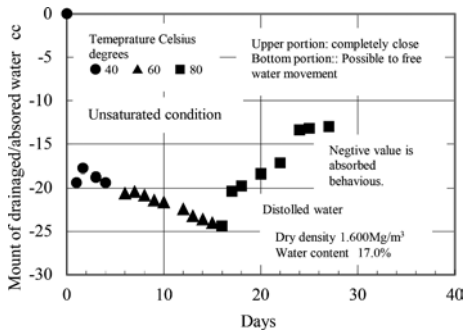 Mount of drainaged/absored water  cc
0
-5
-10
-15
-20
-25
-30
Temeprature Celsius
degrees
40 60 80
Upper portion: completely close
Bottom portion:: Possible to free
water movement
Unsaturated condition
Negtive value is
absorbed
behavious.
Distolled water
Dry density 1.600Mg/m³
Water content  17.0%
0 10 20 30 40
Days